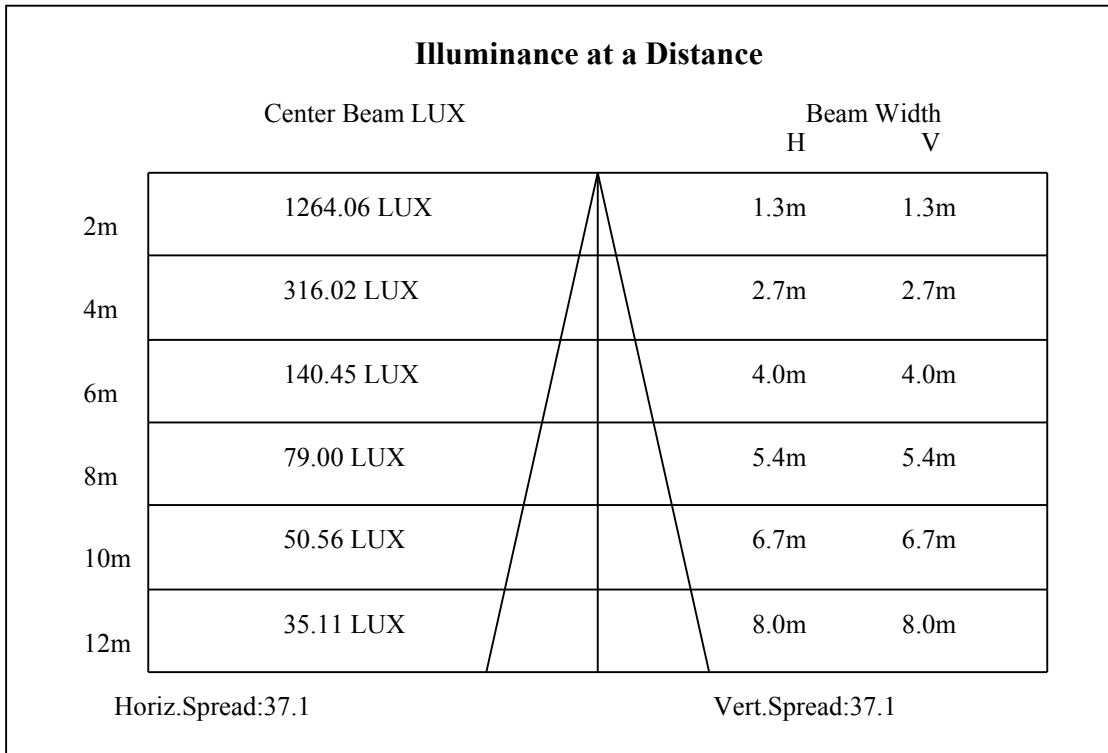 Illuminance at a Distance
Center Beam LUX Beam Width
H V
2m 1264.06 LUX 1.3m 1.3m
4m 316.02 LUX 2.7m 2.7m
6m 140.45 LUX 4.0m 4.0m
8m 79.00 LUX 5.4m 5.4m
10m 50.56 LUX 6.7m 6.7m
12m 35.11 LUX 8.0m 8.0m
Horiz.Spread:37.1 Vert.Spread:37.1